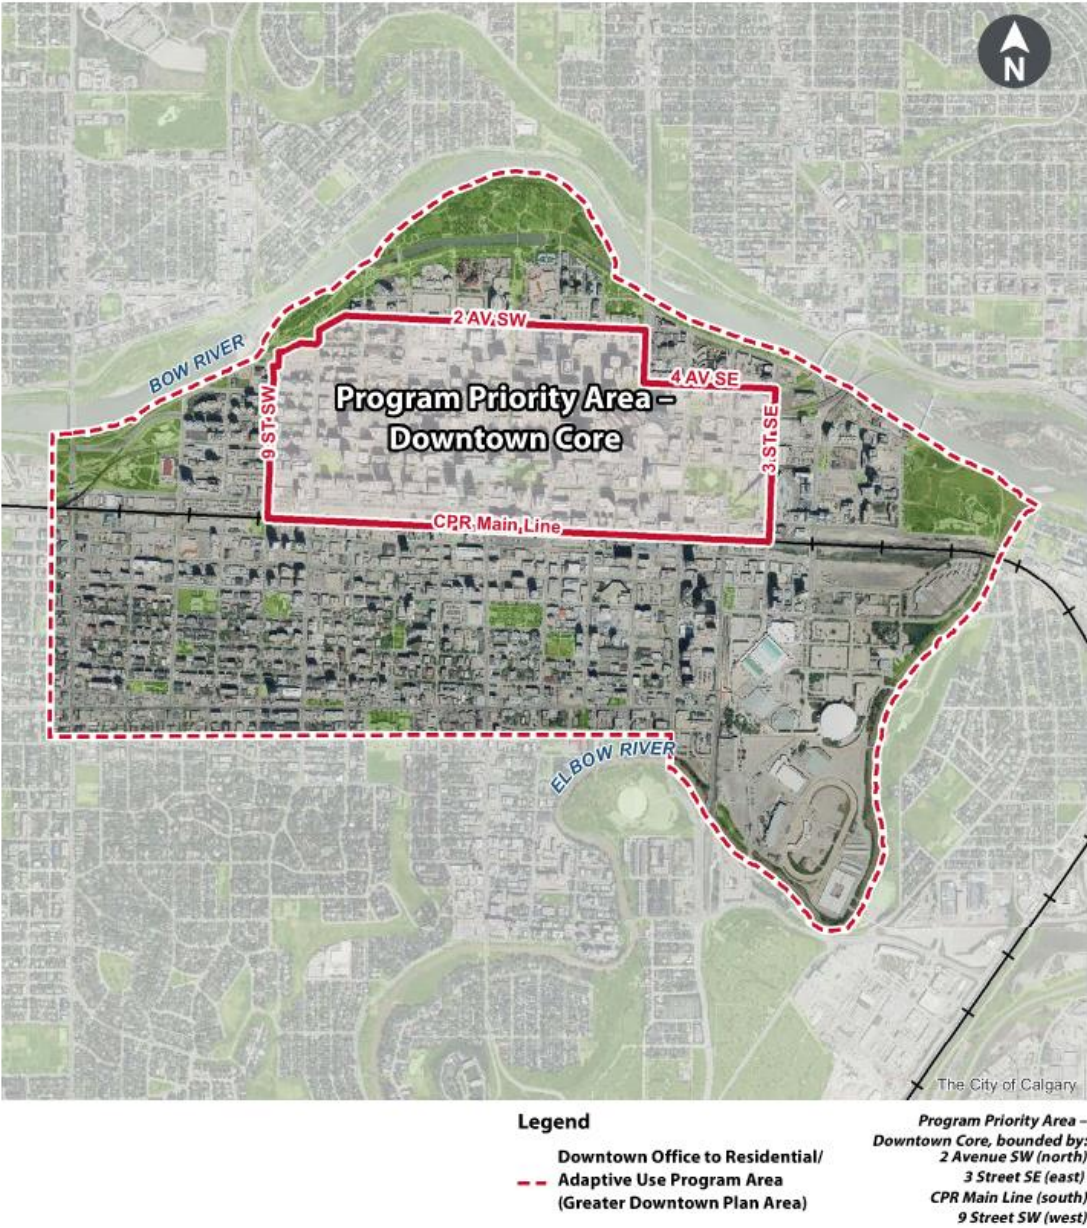 N
2 AV SW
BOW RIVER
4 AV SE
Program Priority Area –
Downtown Core
9 ST SW
3 ST SE
CPR Main Line
ELBOW RIVER
The City of Calgary
Legend
Downtown Office to Residential/
Adaptive Use Program Area
(Greater Downtown Plan Area)
Program Priority Area –
Downtown Core, bounded by:
2 Avenue SW (north)
3 Street SE (east)
CPR Main Line (south)
9 Street SW (west)